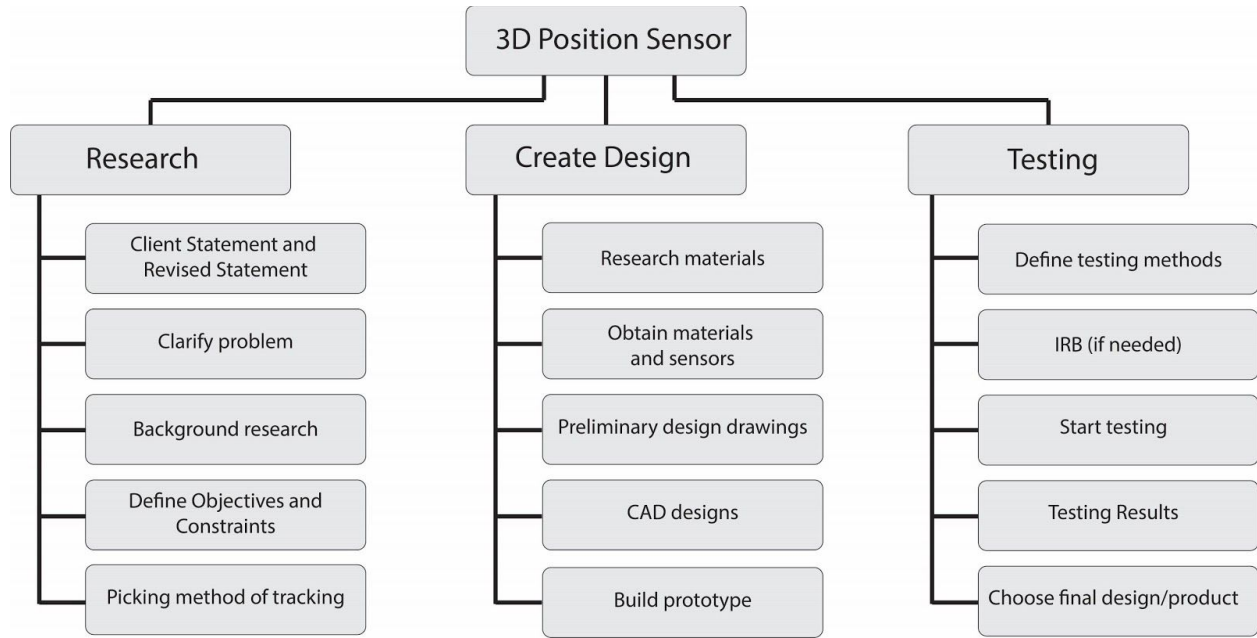 3D Position Sensor
Research
Client Statement and
Revised Statement
Clarify problem
Background research
Define Objectives and
Constraints
Picking method of tracking
Create Design
Research materials
Obtain materials
and sensors
Preliminary design drawings
CAD designs
Build prototype
Testing
Define testing methods
IRB (if needed)
Start testing
Testing Results
Choose final design/product